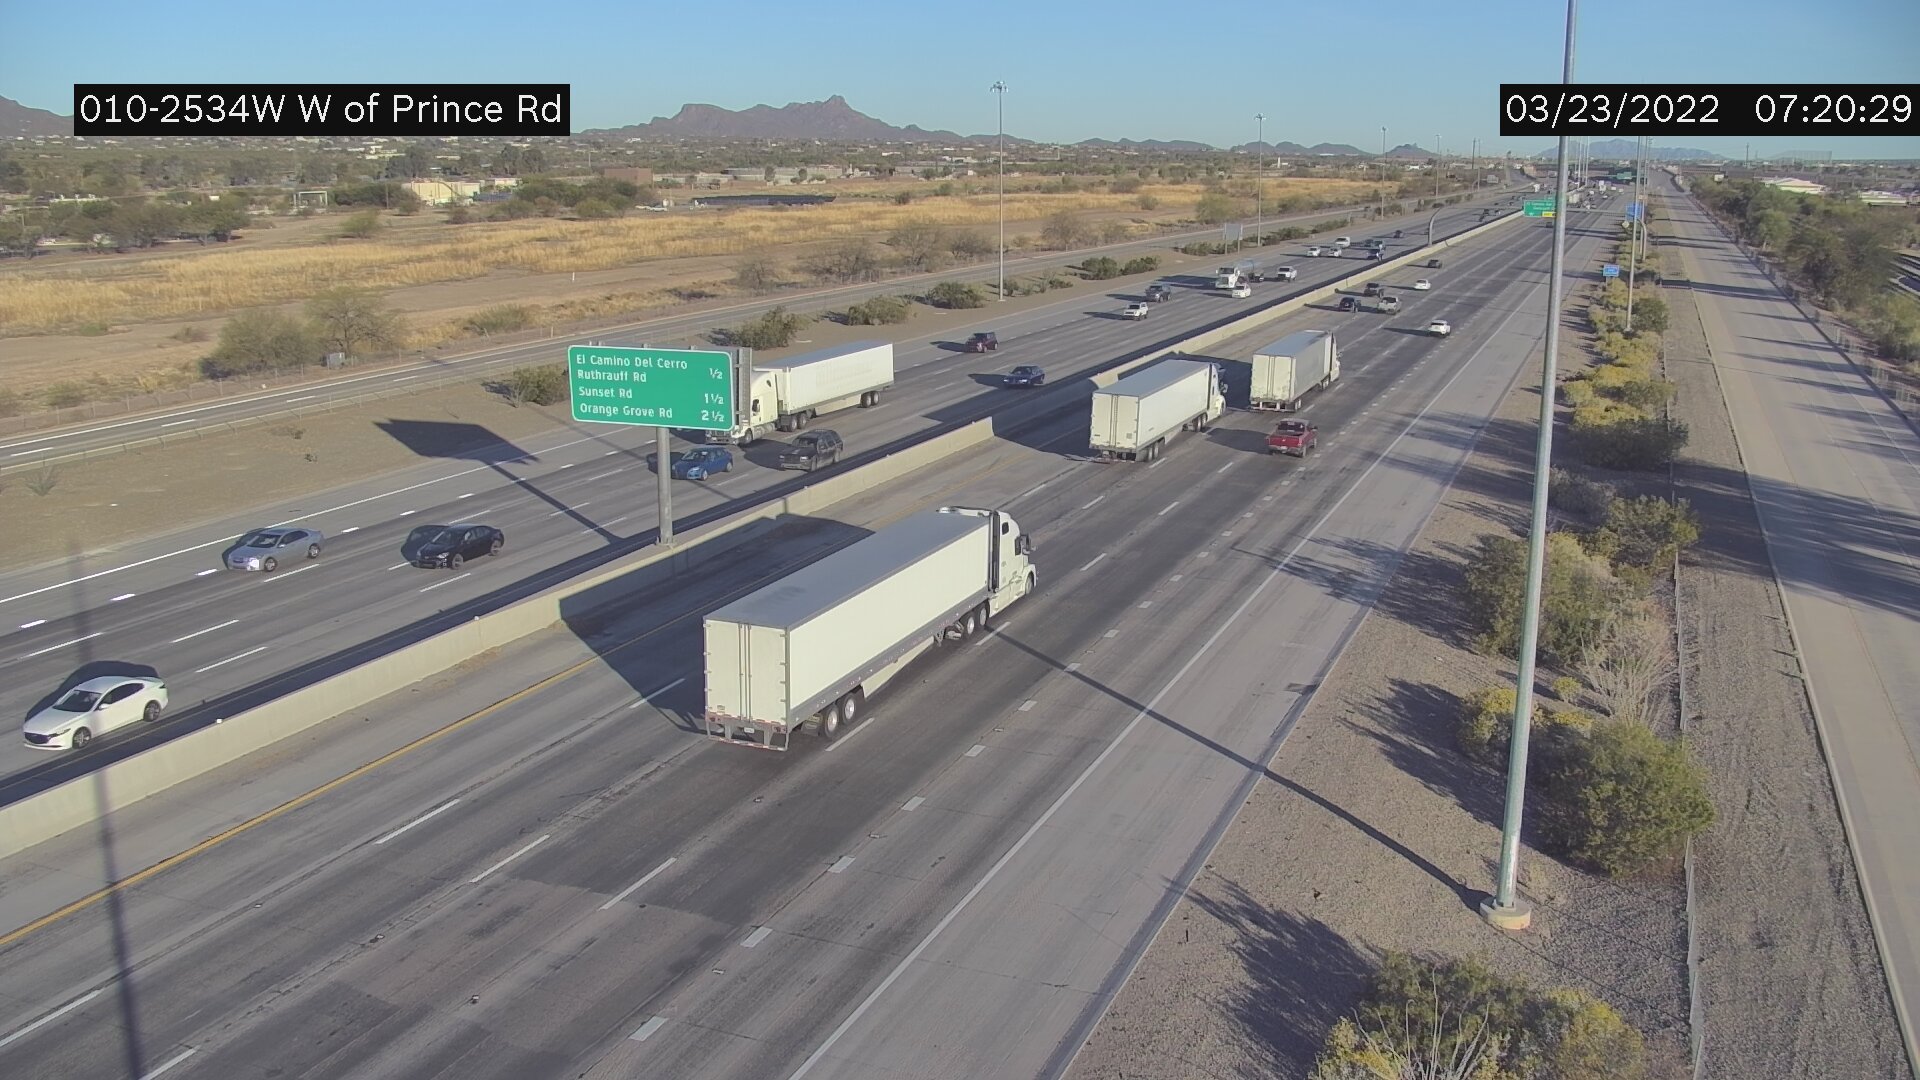 010-2534W W of Prince Rd
03/23/2022 07:20:29
El Camino Del Cerro
Ruthrauff Rd 1/2
Sunset Rd 1 1/2
Orange Grove Rd 2 1/2